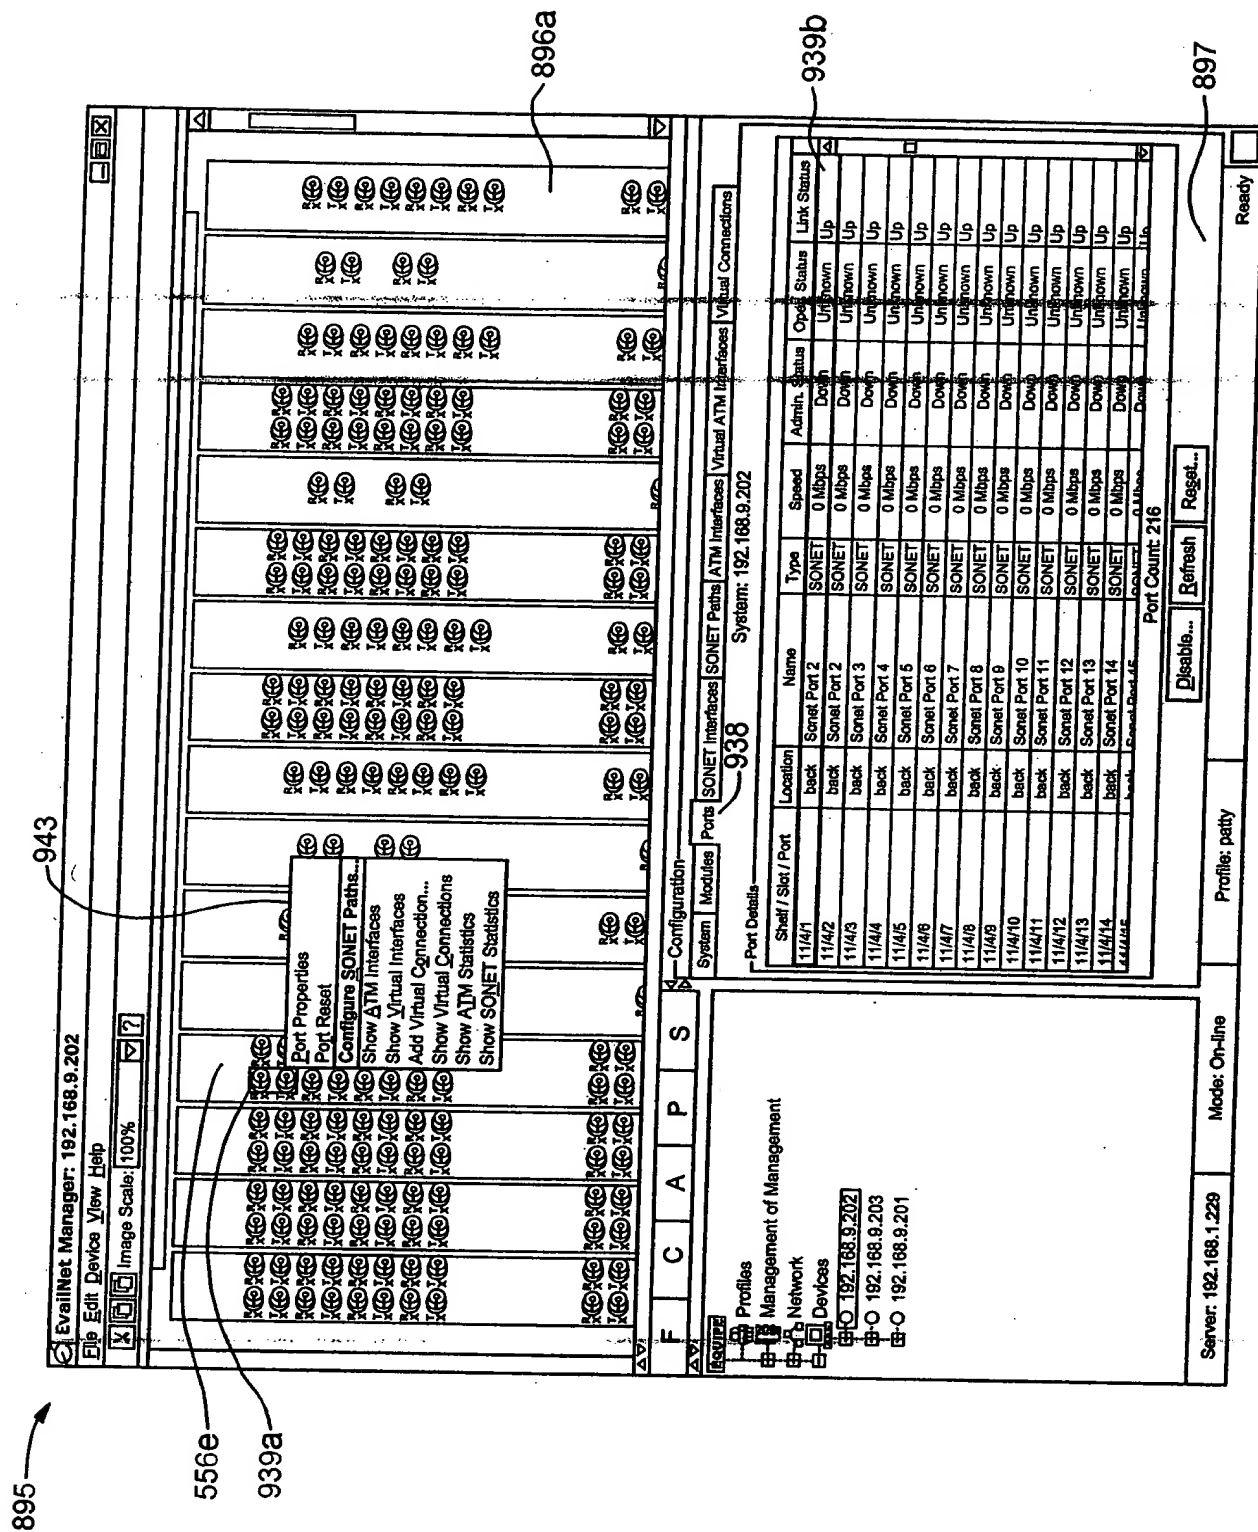 895
EvailNet Manager: 192.168.9.202
File Edit Device View Help
Image Scale: 100% ?
556e
939a
943
896a
Port Properties
Port Reset
Configure SONET Paths...
Show ATM Interfaces
Show Virtual Interfaces
Add Virtual Connection...
Show Virtual Connections
Show ATM Statistics
Show SONET Statistics
F C A P S
EQUIPE
Profiles
Management of Management
Network
Devices
192.168.9.202
192.168.9.203
192.168.9.201
Configuration
System Modules Ports SONET Interfaces SONET Paths ATM Interfaces Virtual ATM Interfaces Virtual Connections
938
System: 192.168.9.202
939b
Port Details
Shelf / Slot / Port Location Name Type Speed Admin. Status Oper. Status Link Status
11/4/1 back Sonet Port 2 SONET 0 Mbps Down Unknown Up
11/4/2 back Sonet Port 2 SONET 0 Mbps Down Unknown Up
11/4/3 back Sonet Port 3 SONET 0 Mbps Down Unknown Up
11/4/4 back Sonet Port 4 SONET 0 Mbps Down Unknown Up
11/4/5 back Sonet Port 5 SONET 0 Mbps Down Unknown Up
11/4/6 back Sonet Port 6 SONET 0 Mbps Down Unknown Up
11/4/7 back Sonet Port 7 SONET 0 Mbps Down Unknown Up
11/4/8 back Sonet Port 8 SONET 0 Mbps Down Unknown Up
11/4/9 back Sonet Port 9 SONET 0 Mbps Down Unknown Up
11/4/10 back Sonet Port 10 SONET 0 Mbps Down Unknown Up
11/4/11 back Sonet Port 11 SONET 0 Mbps Down Unknown Up
11/4/12 back Sonet Port 12 SONET 0 Mbps Down Unknown Up
11/4/13 back Sonet Port 13 SONET 0 Mbps Down Unknown Up
11/4/14 back Sonet Port 14 SONET 0 Mbps Down Unknown Up
Port Count: 216
Disable... Refresh Reset...
897
Server: 192.168.1.229 Mode: On-line Profile: patty Ready